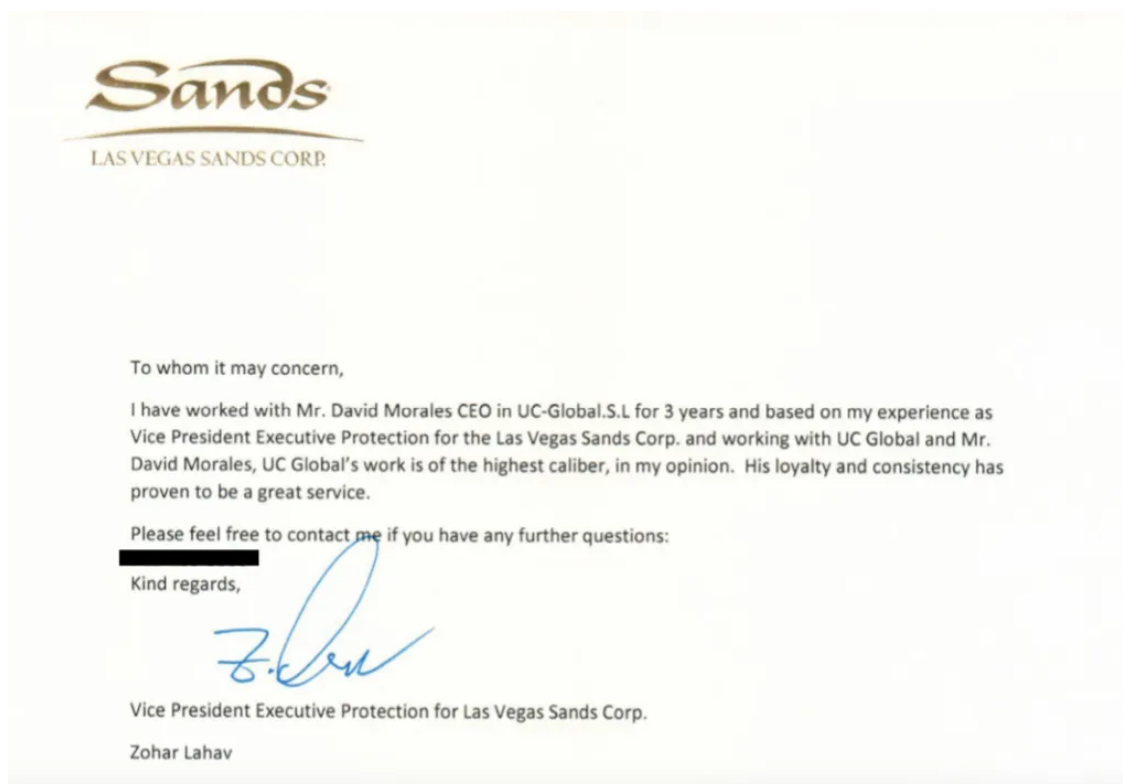 Sands
LAS VEGAS SANDS CORP.
To whom it may concern,
I have worked with Mr. David Morales CEO in UC-Global.S.L for 3 years and based on my experience as
Vice President Executive Protection for the Las Vegas Sands Corp. and working with UC Global and Mr.
David Morales, UC Global's work is of the highest caliber, in my opinion.  His loyalty and consistency has
proven to be a great service.
Please feel free to contact me if you have any further questions:
Kind regards,
Vice President Executive Protection for Las Vegas Sands Corp.
Zohar Lahav